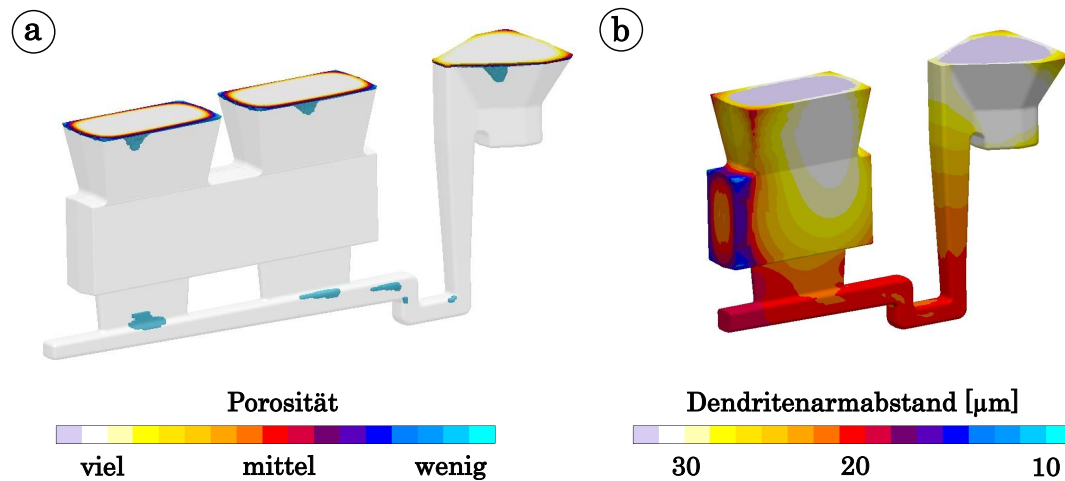 a
b
Porosität
viel mittel wenig
Dendritenarmabstand [µm]
30 20 10